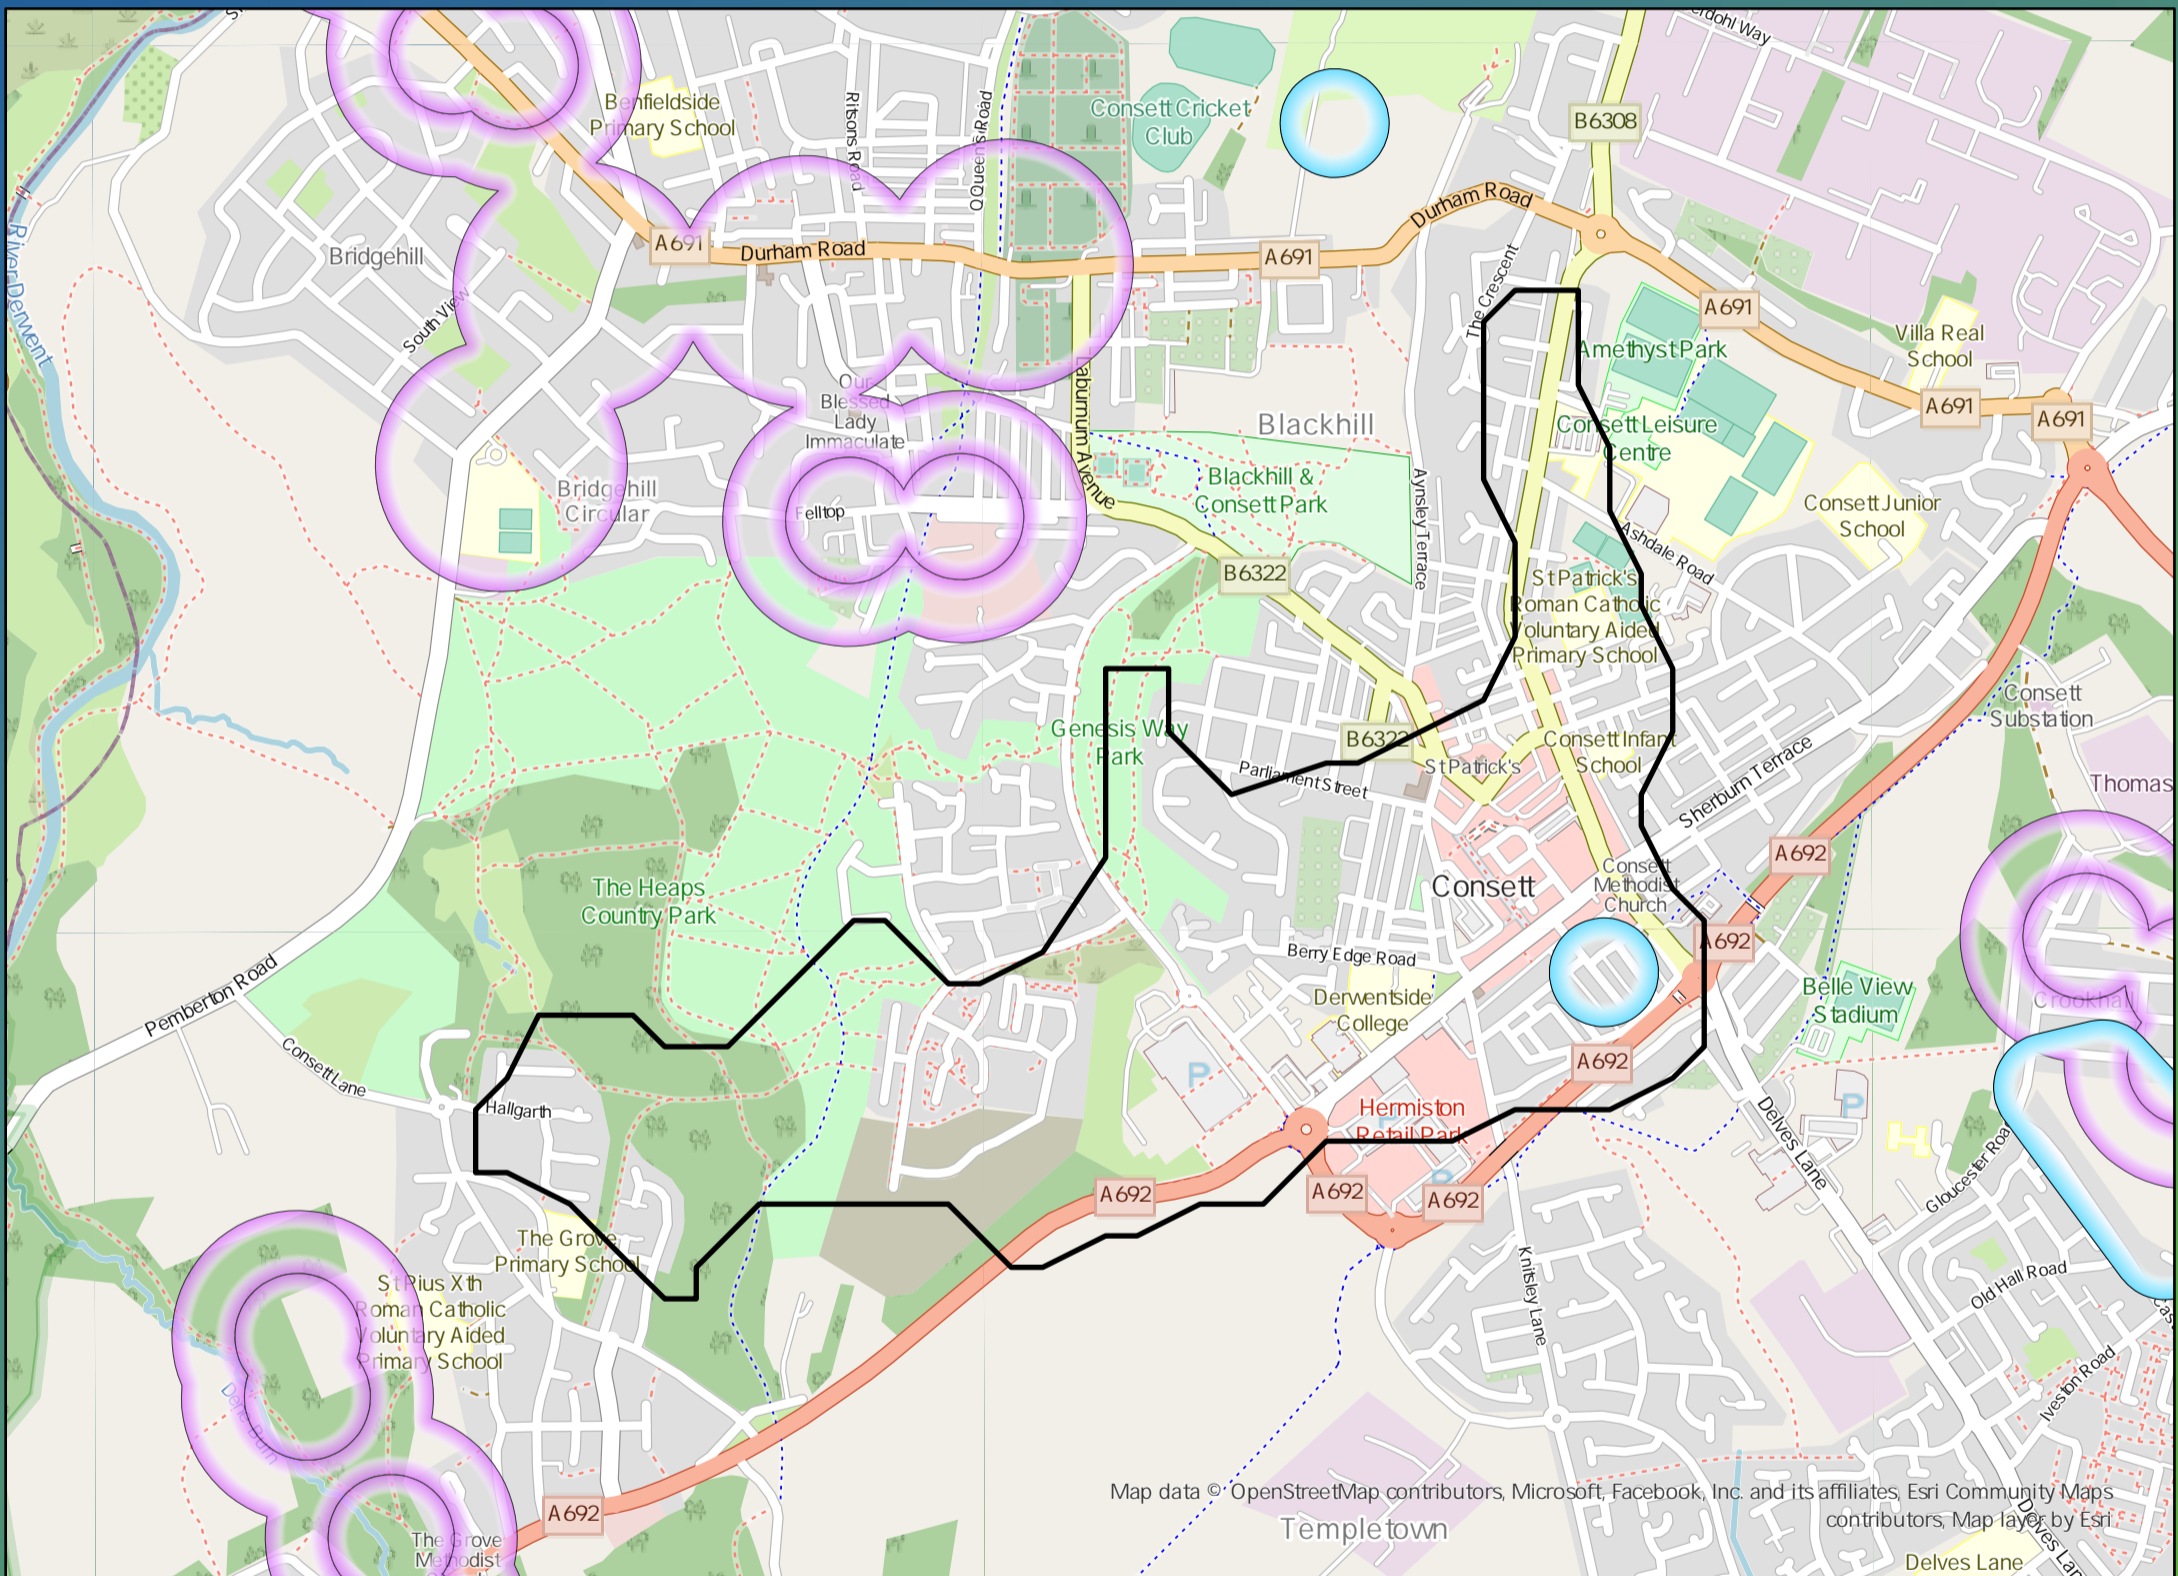 Benfieldside
Primary School
Ritsons Road
Queens Road
Consett Cricket
Club
B6308
Bridgehill
South View
River Derwent
A691
Durham Road
A691
Durham Road
The Crescent
A691
Amethyst Park
Villa Real
School
A691
A691
Our
Blessed
Lady
Immaculate
Laburnum Avenue
Blackhill
Consett Leisure
Centre
Bridgehill
Circular
Felltop
Blackhill &
Consett Park
Aynsley Terrace
Consett Junior
School
Ashdale Road
B6322
St Patrick's
Roman Catholic
Voluntary Aided
Primary School
Genesis Way
Park
B6322
Parliament Street
St Patrick's
Consett Infant
School
Sherburn Terrace
Consett
Substation
Thomas
The Heaps
Country Park
Consett
Consett
Methodist
Church
A692
A692
Berry Edge Road
Derwentside
College
Belle View
Stadium
Crookhall
Pemberton Road
Consett Lane
Hallgarth
P
A692
Hermiston
Retail Park
P
P
Delves Lane
Gloucester Road
A692
A692
A692
The Grove
Primary School
St Pius Xth
Roman Catholic
Voluntary Aided
Primary School
Knitsley Lane
Old Hall Road
Iveston Road
Dene Burn
A692
The Grove
Methodist
Map data © OpenStreetMap contributors, Microsoft, Facebook, Inc. and its affiliates, Esri Community Maps
contributors, Map layer by Esri
Templetown
Delves Lane
Delves Lane